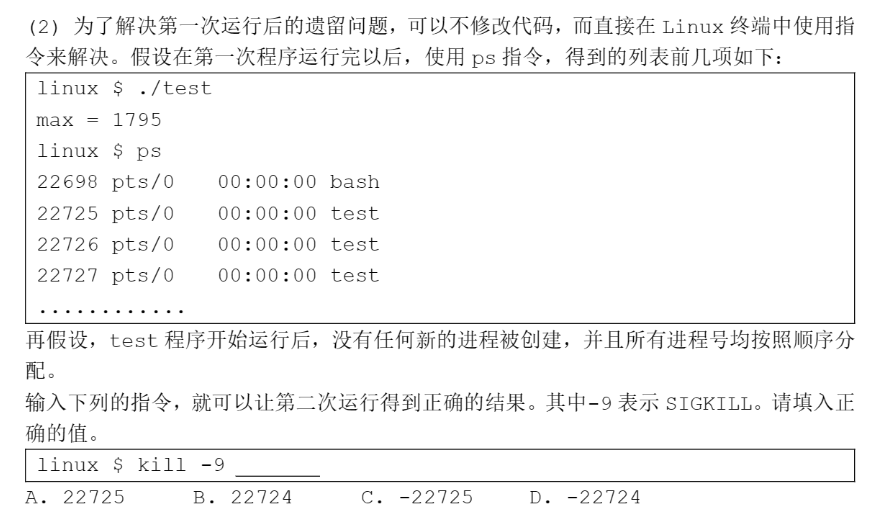 (2) 为了解决第一次运行后的遗留问题，可以不修改代码，而直接在 Linux 终端中使用指
令来解决。假设在第一次程序运行完以后，使用 ps 指令，得到的列表前几项如下：
linux $ ./test
max = 1795
linux $ ps
22698 pts/0   00:00:00 bash
22725 pts/0   00:00:00 test
22726 pts/0   00:00:00 test
22727 pts/0   00:00:00 test
............
再假设，test 程序开始运行后，没有任何新的进程被创建，并且所有进程号均按照顺序分
配。
输入下列的指令，就可以让第二次运行得到正确的结果。其中-9 表示 SIGKILL。请填入正
确的值。
linux $ kill -9 _______
A. 22725      B. 22724      C. -22725     D. -22724